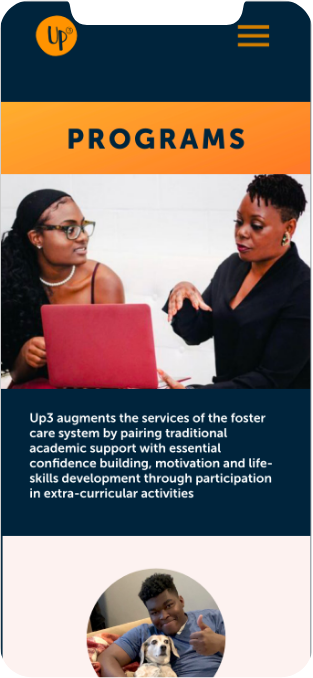 Up3
PROGRAMS
Up3 augments the services of the foster
care system by pairing traditional
academic support with essential
confidence building, motivation and life-
skills development through participation
in extra-curricular activities